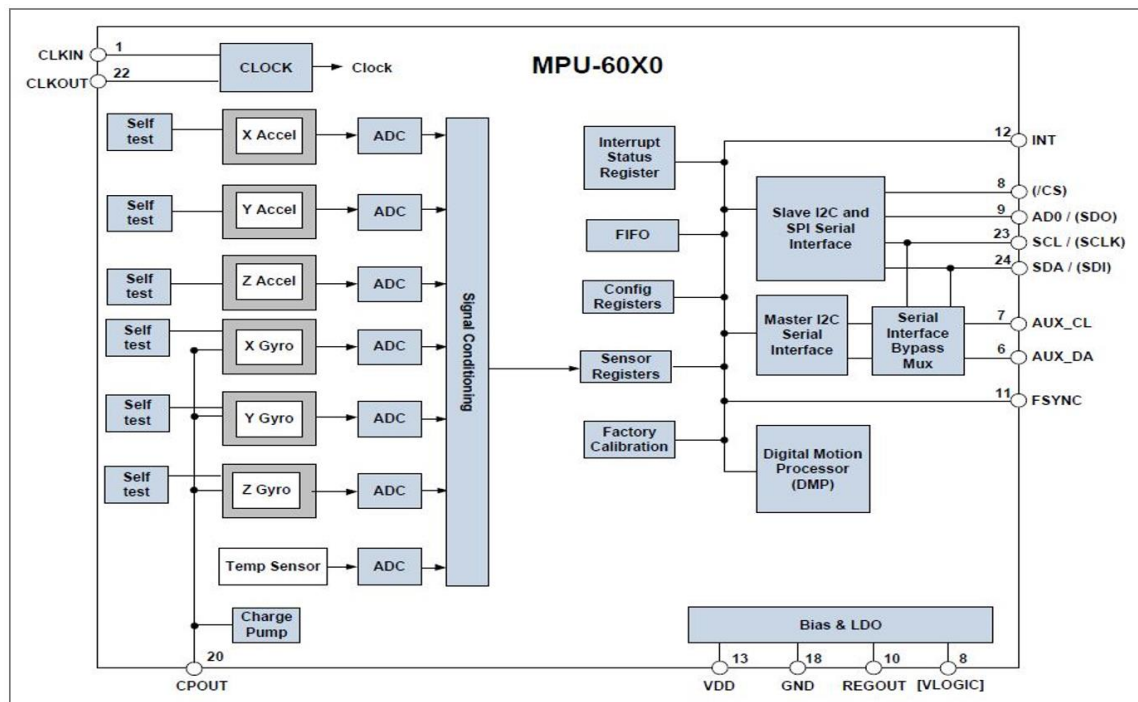 MPU-60X0
CLKIN
1
CLKOUT
22
CLOCK
Clock
Self
test
X Accel
ADC
Self
test
Y Accel
ADC
Self
test
Z Accel
ADC
Self
test
X Gyro
ADC
Self
test
Y Gyro
ADC
Self
test
Z Gyro
ADC
Temp Sensor
ADC
Charge
Pump
20
CPOUT
Signal Conditioning
Interrupt
Status
Register
FIFO
Config
Registers
Sensor
Registers
Factory
Calibration
Slave I2C and
SPI Serial
Interface
Master I2C
Serial
Interface
Serial
Interface
Bypass
Mux
Digital Motion
Processor
(DMP)
12
INT
8
(/CS)
9
AD0 / (SDO)
23
SCL / (SCLK)
24
SDA / (SDI)
7
AUX_CL
6
AUX_DA
11
FSYNC
Bias & LDO
13
18
10
8
VDD
GND
REGOUT
[VLOGIC]